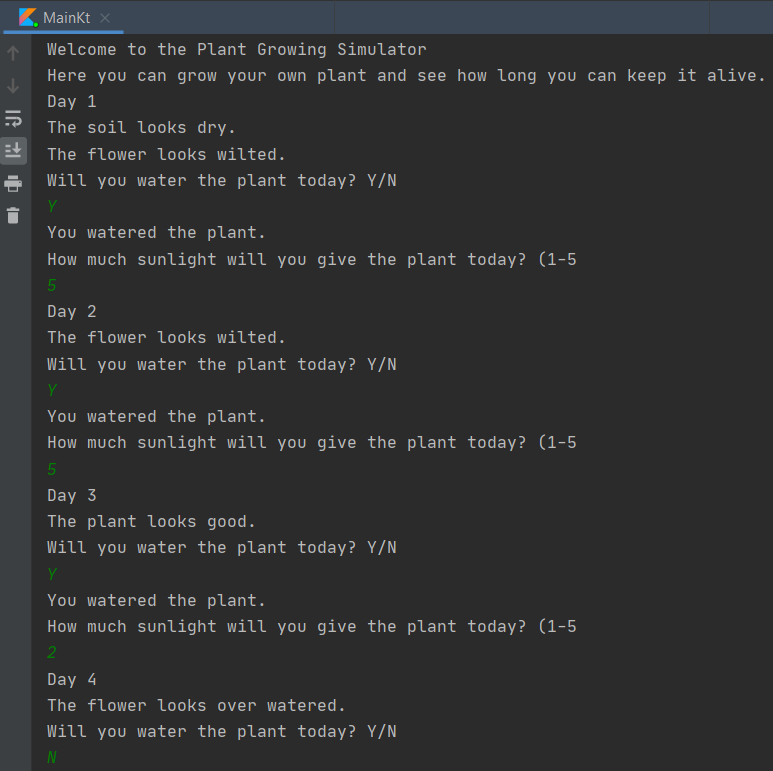 MainKt
Welcome to the Plant Growing Simulator
Here you can grow your own plant and see how long you can keep it alive.
Day 1
The soil looks dry.
The flower looks wilted.
Will you water the plant today? Y/N
Y
You watered the plant.
How much sunlight will you give the plant today? (1-5
5
Day 2
The flower looks wilted.
Will you water the plant today? Y/N
Y
You watered the plant.
How much sunlight will you give the plant today? (1-5
5
Day 3
The plant looks good.
Will you water the plant today? Y/N
Y
You watered the plant.
How much sunlight will you give the plant today? (1-5
2
Day 4
The flower looks over watered.
Will you water the plant today? Y/N
N